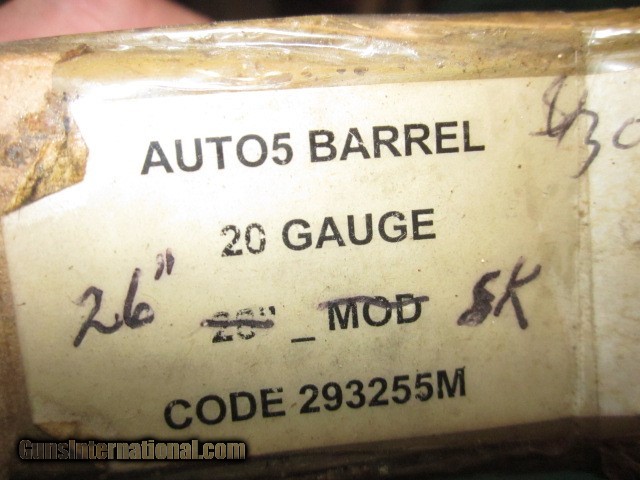 AUTO5 BARREL
20 GAUGE
26" 28" _ MOD SK
CODE 293255M
GunsInternational.com